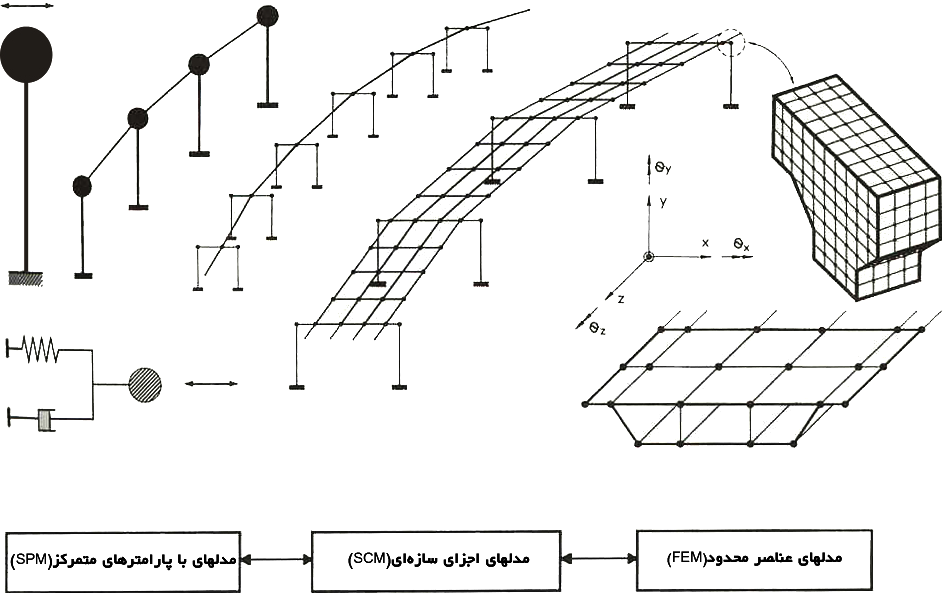 θy
y
x
θx
z
θz
مدلهای با پارامترهای متمرکز(SPM)
مدلهای اجزای سازه‌ای(SCM)
مدلهای عناصر محدود(FEM)